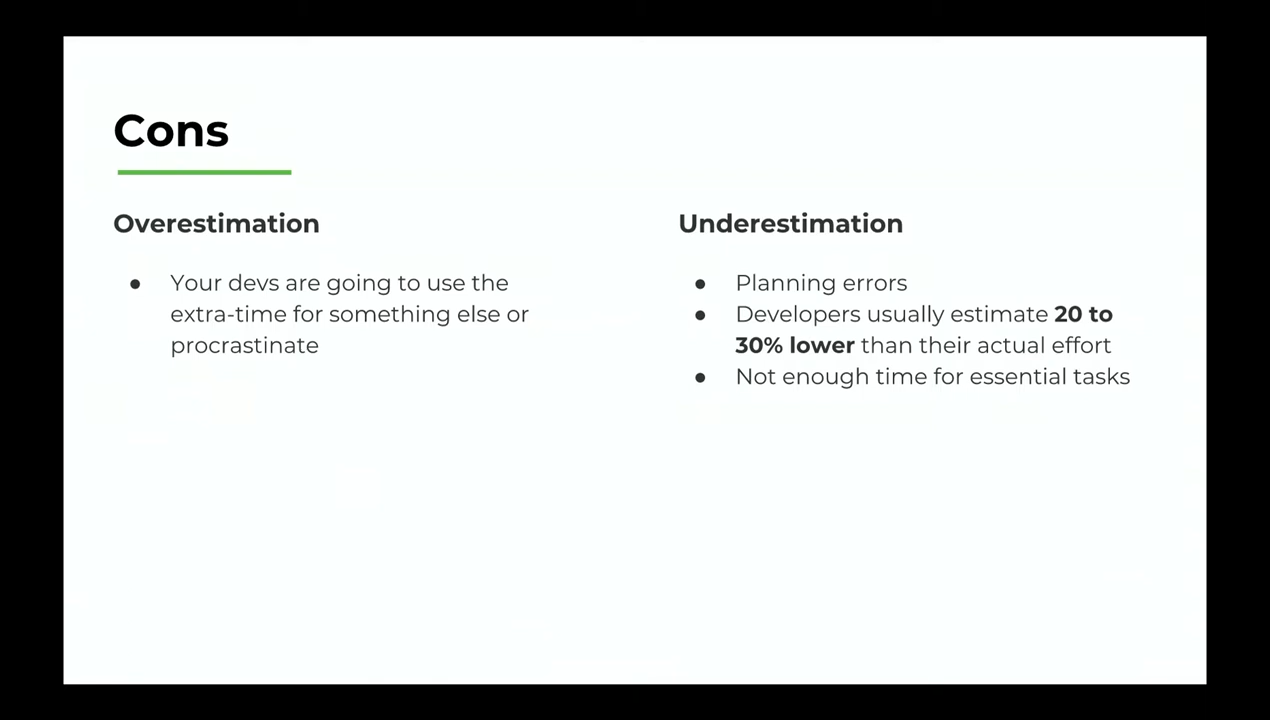 Cons
Overestimation
● Your devs are going to use the
extra-time for something else or
procrastinate
Underestimation
● Planning errors
● Developers usually estimate 20 to
30% lower than their actual effort
● Not enough time for essential tasks